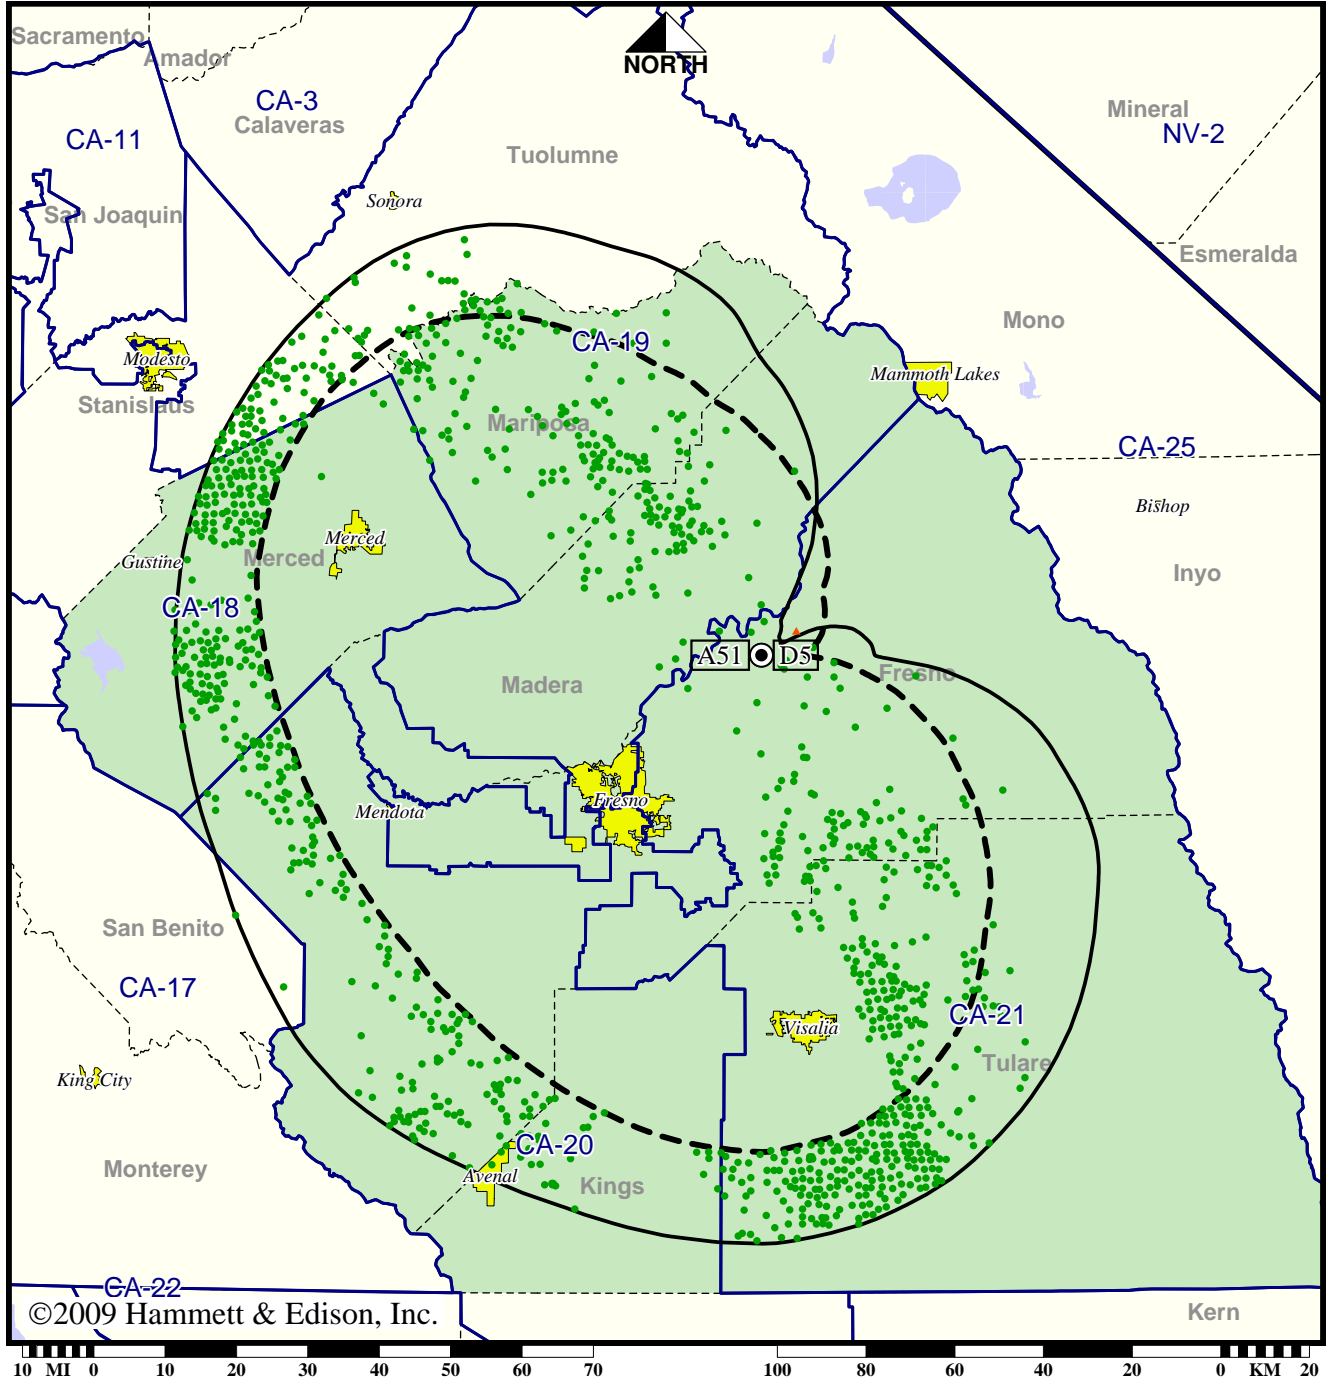 Sacramento
Amador
NORTH
CA-3
Calaveras
Mineral
NV-2
CA-11
Tuolumne
Sonora
San Joaquin
Esmeralda
Mono
CA-19
Modesto
Mammoth Lakes
Stanislaus
Mariposa
CA-25
Bishop
Merced
Gustine
Merced
Inyo
CA-18
A51
D5
Fresno
Madera
Fresno
Mendota
San Benito
CA-17
CA-21
Visalia
Tulare
King City
CA-20
Monterey
Avenal
Kings
CA-22
©2009 Hammett & Edison, Inc.
Kern
10 MI 0 10 20 30 40 50 60 70
100 80 60 40 20 0 KM 20